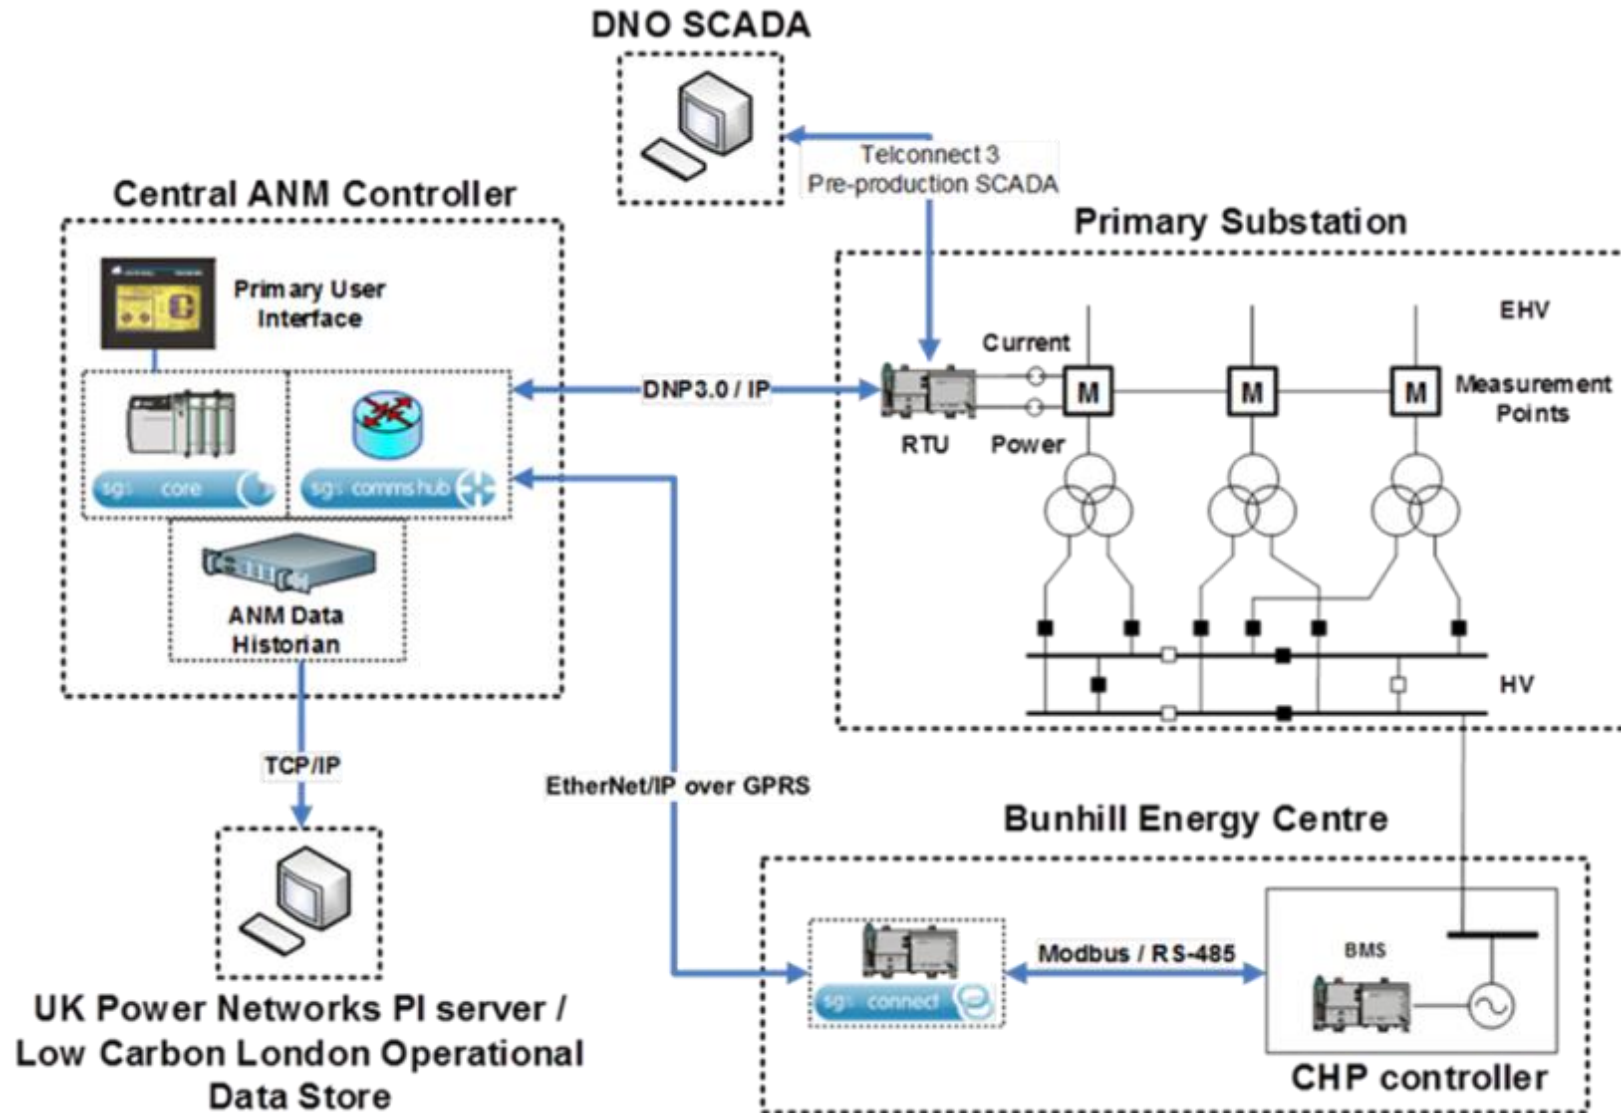 DNO SCADA
Telconnect 3
Pre-production SCADA
Central ANM Controller
Primary User
Interface
sgs core
sgs comms hub
ANM Data
Historian
DNP3.0 / IP
Primary Substation
EHV
Current
M
M
M
Measurement
Points
RTU
Power
HV
TCP/IP
EtherNet/IP over GPRS
UK Power Networks PI server /
Low Carbon London Operational
Data Store
Bunhill Energy Centre
sgs connect
Modbus / RS-485
BMS
CHP controller